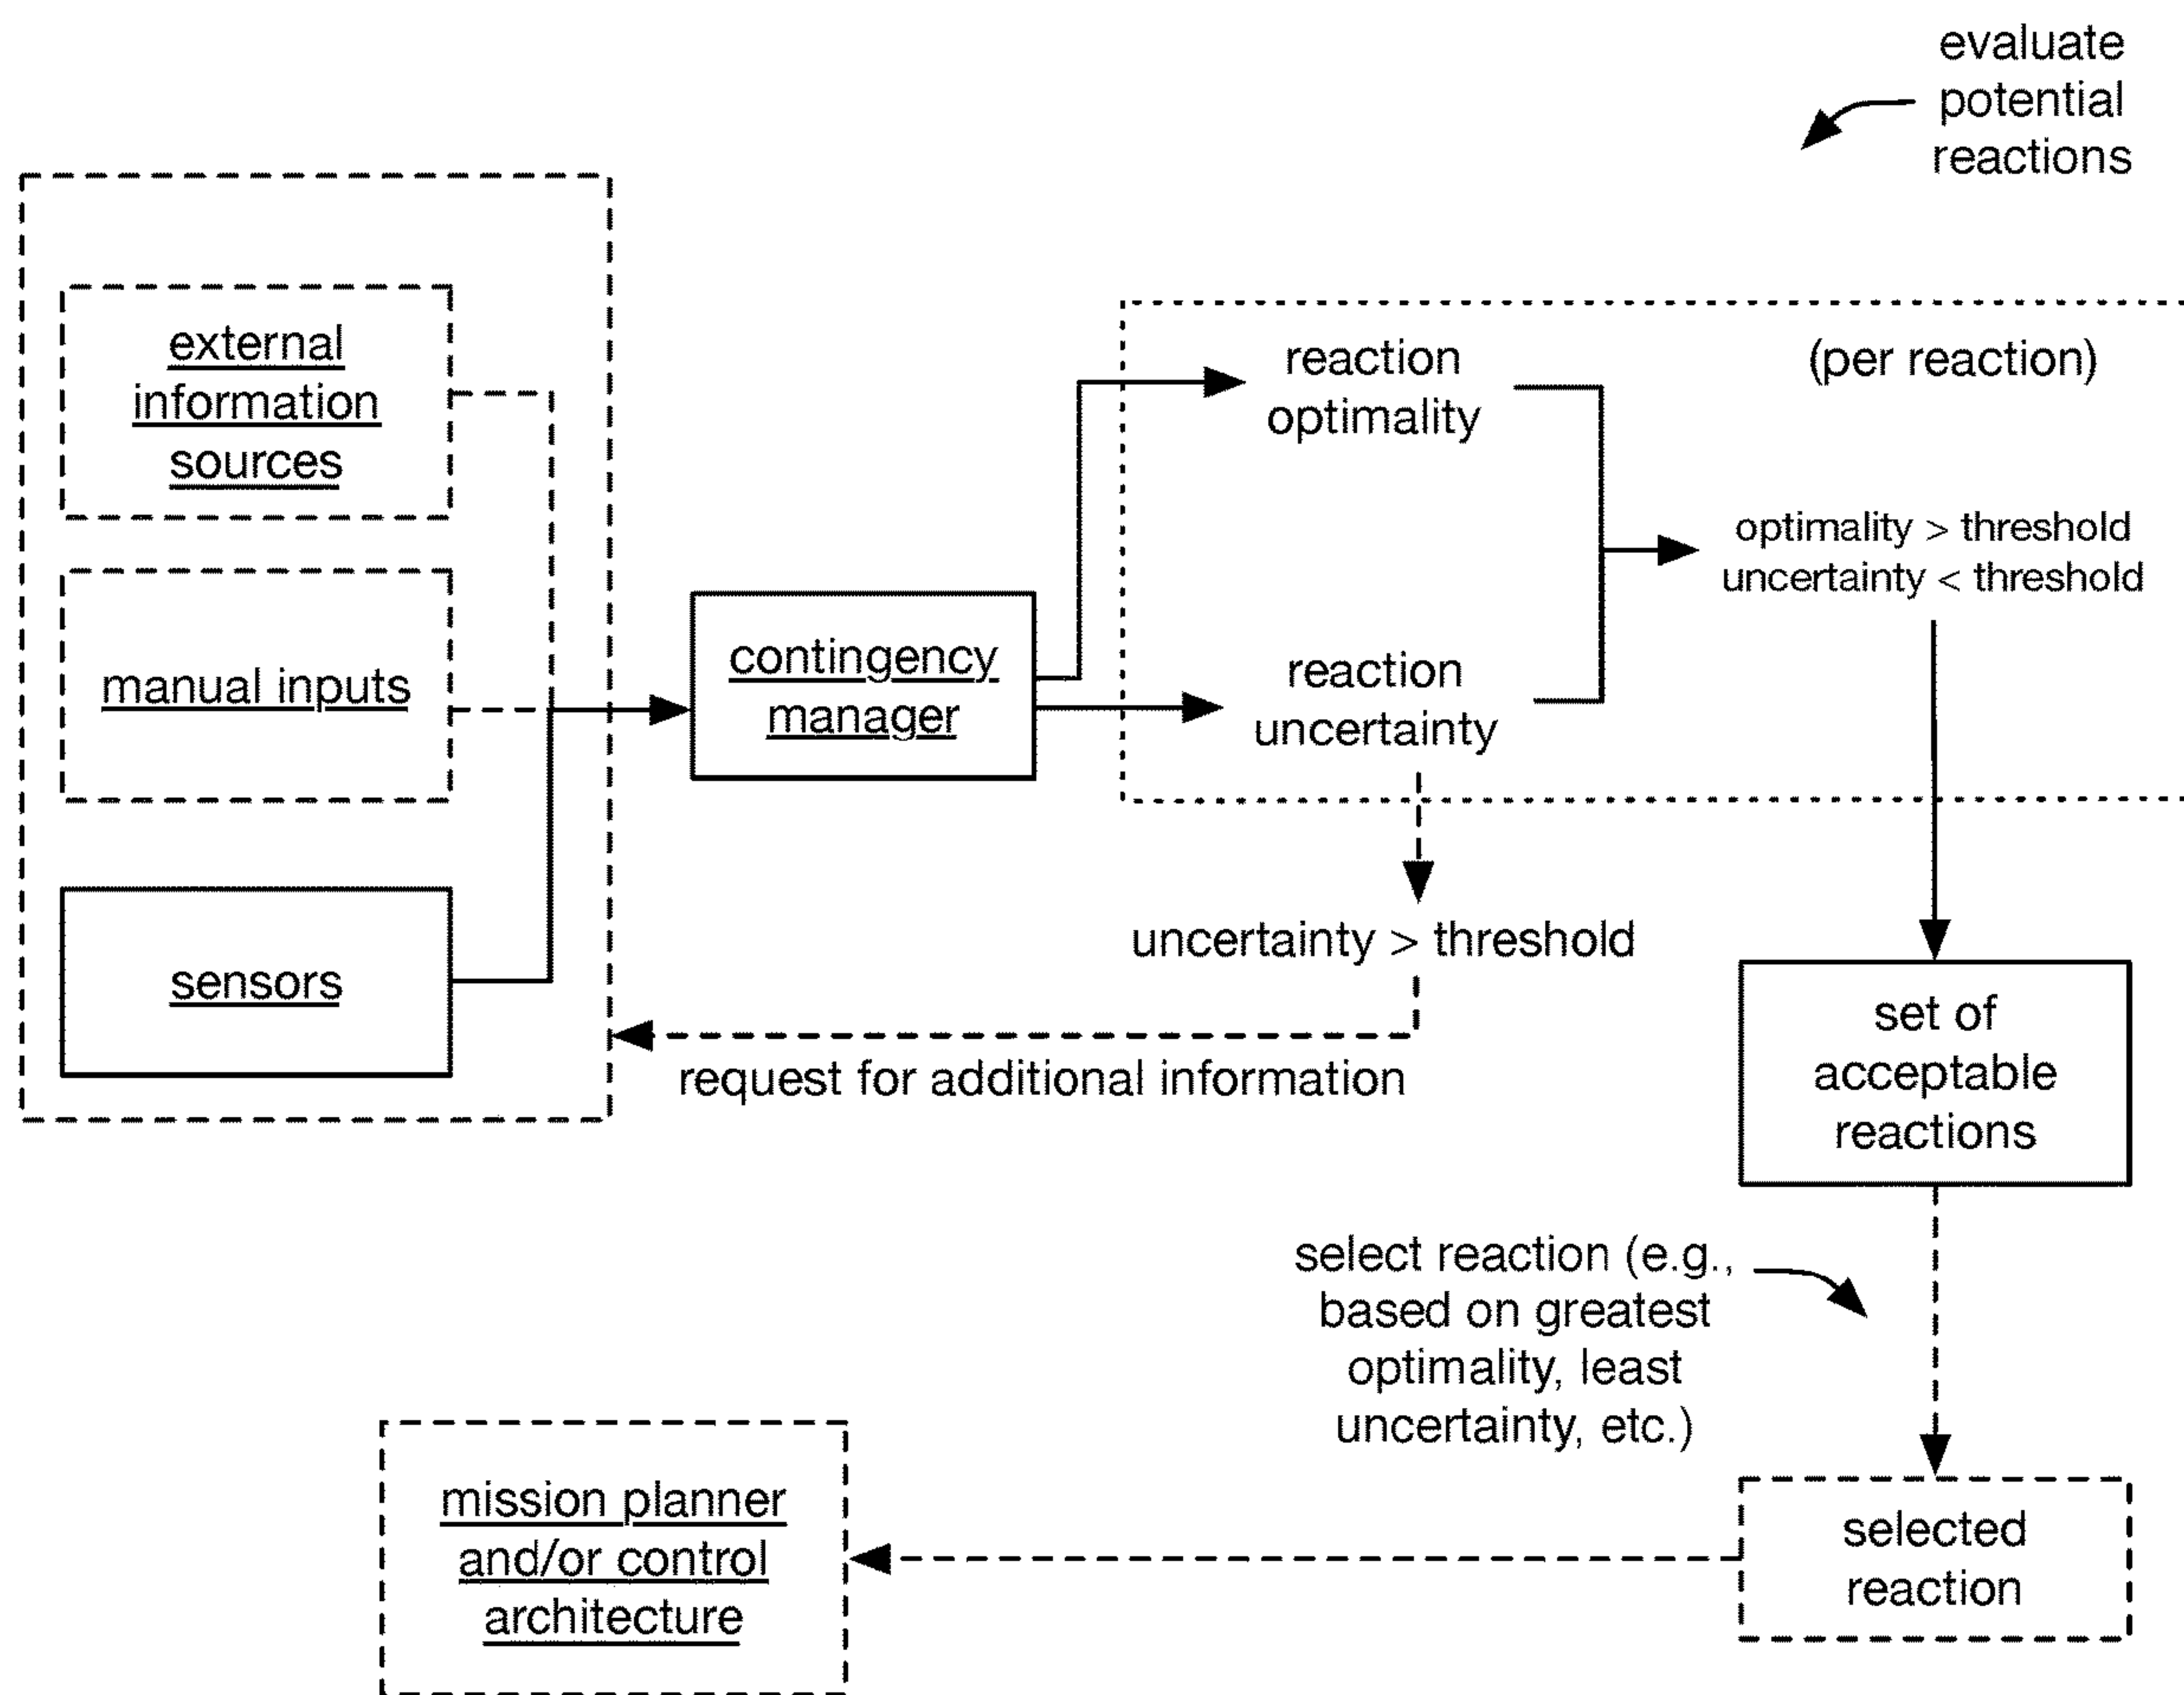 evaluate
potential
reactions
external
information
sources
manual inputs
sensors
contingency
manager
reaction
optimality
(per reaction)
reaction
uncertainty
optimality > threshold
uncertainty < threshold
uncertainty > threshold
request for additional information
set of
acceptable
reactions
select reaction (e.g.,
based on greatest
optimality, least
uncertainty, etc.)
selected
reaction
mission planner
and/or control
architecture